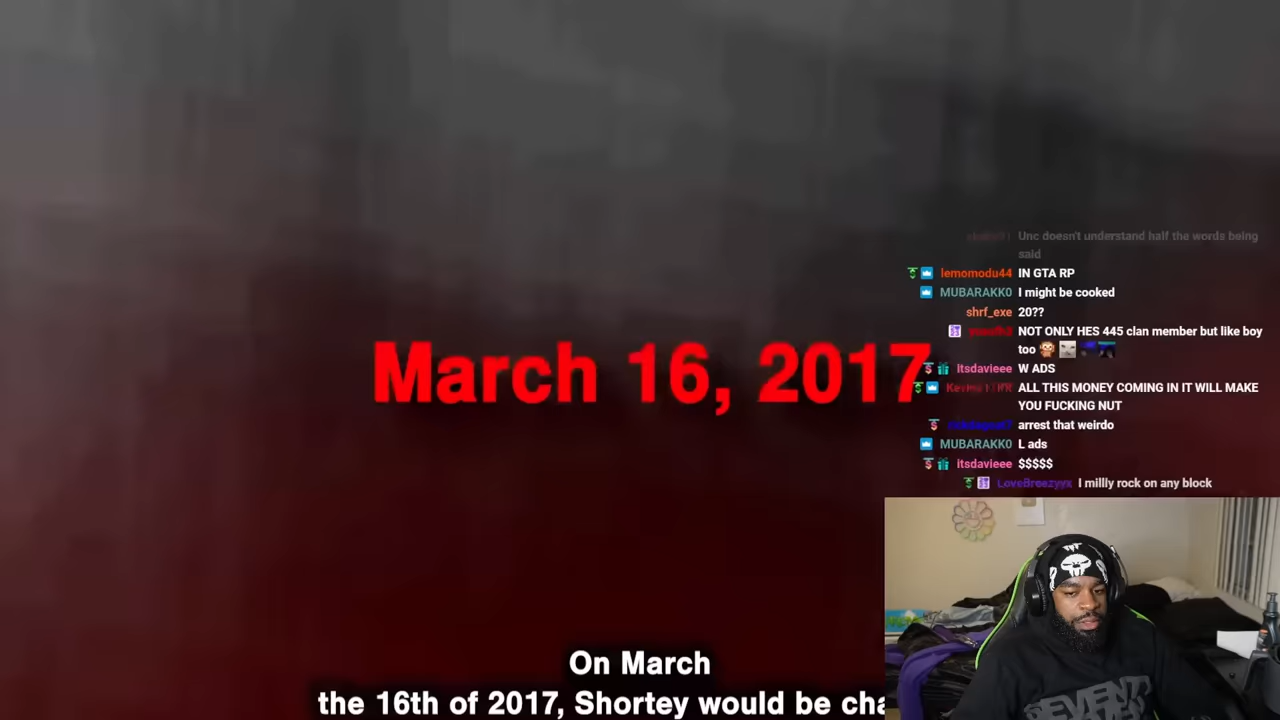 Unc doesn't understand half the words being
said
lemomodu44 IN GTA RP
MUBARAKK0 I might be cooked
shrf_exe 20??
NOT ONLY HES 445 clan member but like boy
too
itsdavieee W ADS
ALL THIS MONEY COMING IN IT WILL MAKE
YOU FUCKING NUT
arrest that weirdo
MUBARAKK0 L ads
itsdavieee $$$$$
LoveBreezyyx I millly rock on any block
March 16, 2017
On March
the 16th of 2017, Shortey would be cha